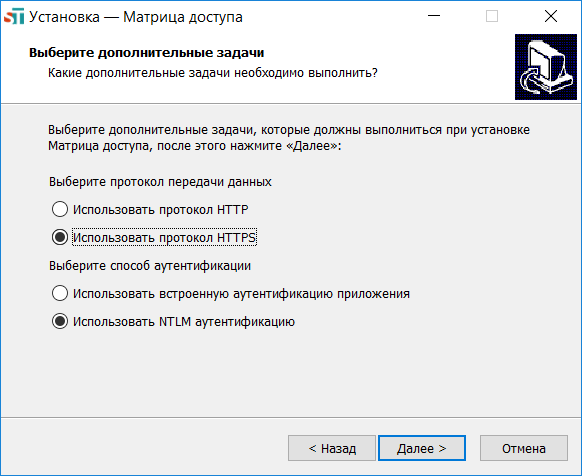 Установка — Матрица доступа
Выберите дополнительные задачи
Какие дополнительные задачи необходимо выполнить?
Выберите дополнительные задачи, которые должны выполниться при установке
Матрица доступа, после этого нажмите «Далее»:
Выберите протокол передачи данных
Использовать протокол HTTP
Использовать протокол HTTPS
Выберите способ аутентификации
Использовать встроенную аутентификацию приложения
Использовать NTLM аутентификацию
< Назад
Далее >
Отмена